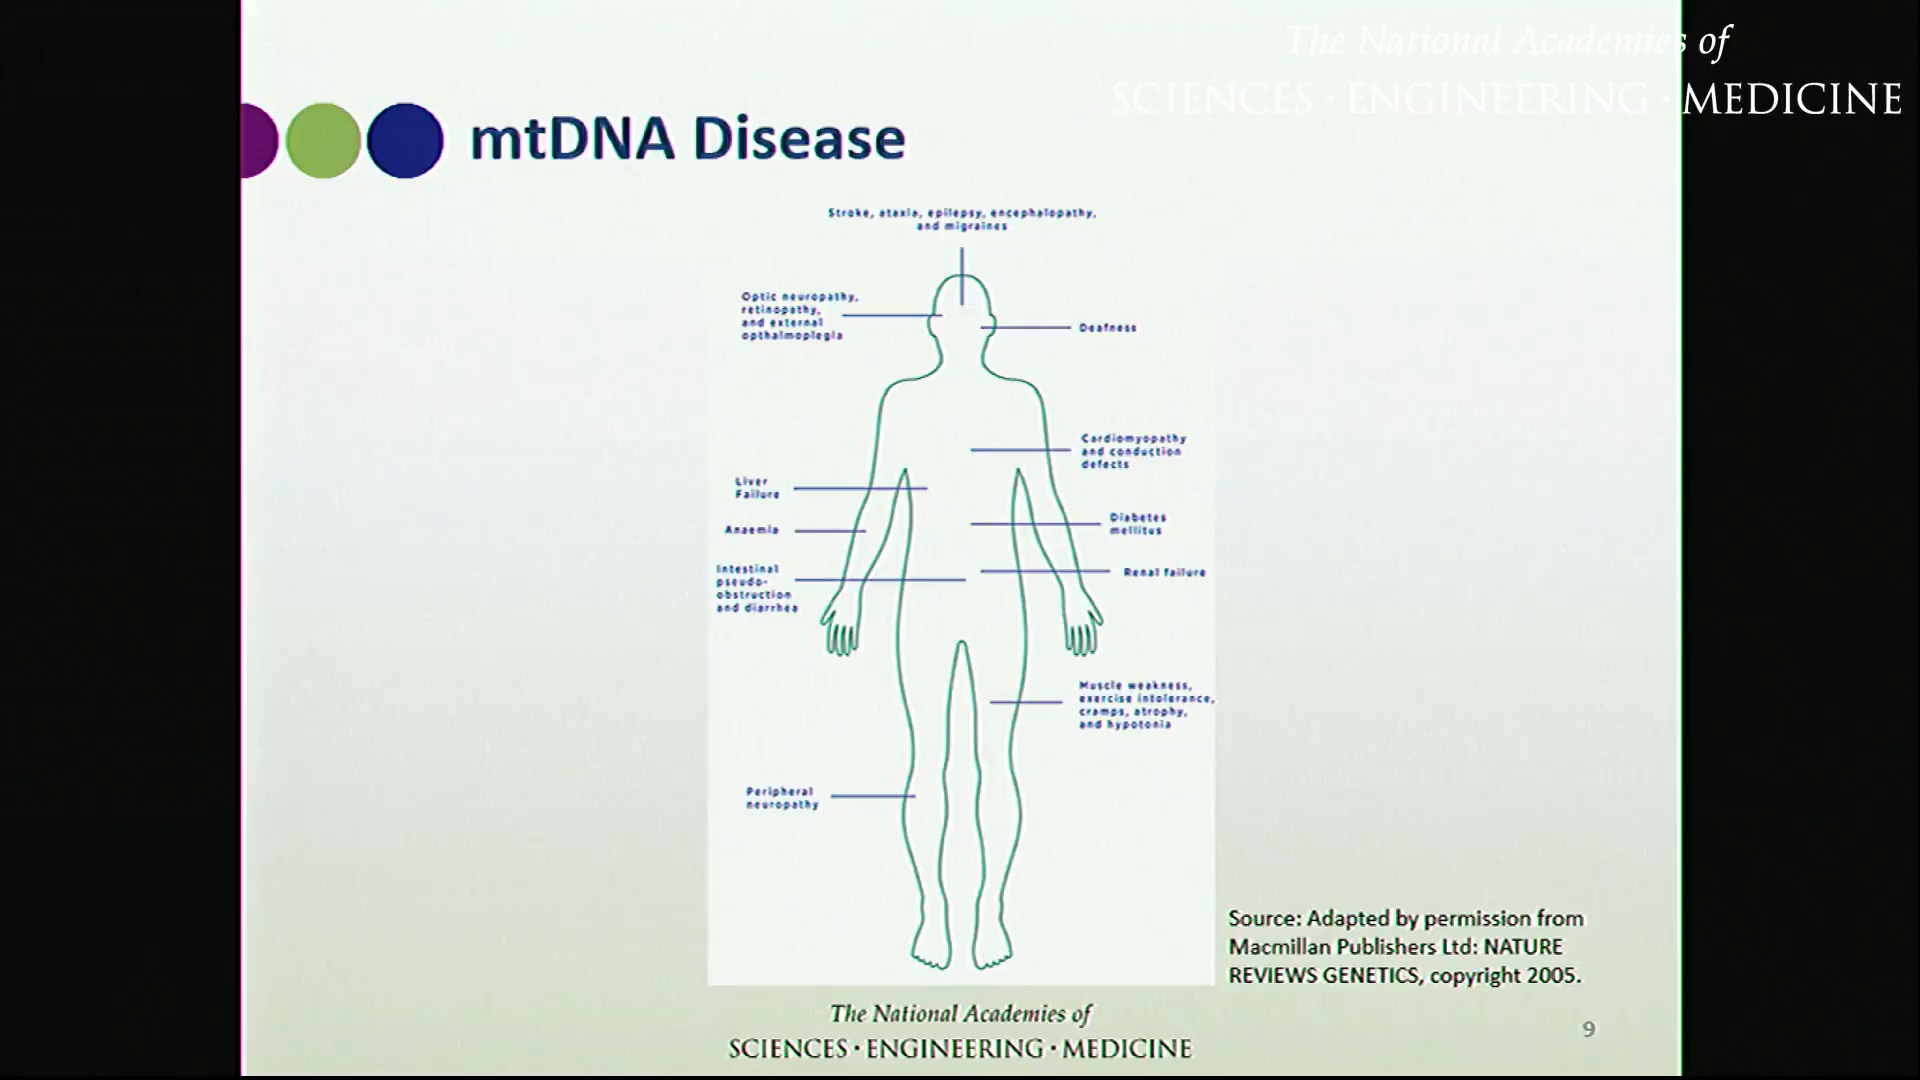 The National Academies of
SCIENCES · ENGINEERING · MEDICINE
mtDNA Disease
Stroke, ataxia, epilepsy, encephalopathy,
and migraines
Optic neuropathy,
retinopathy,
and external
opthalmoplegia
Deafness
Cardiomyopathy
and conduction
defects
Liver
Failure
Anaemia
Diabetes
mellitus
Intestinal
pseudo-
obstruction
and diarrhea
Renal failure
Muscle weakness,
exercise intolerance,
cramps, atrophy,
and hypotonia
Peripheral
neuropathy
Source: Adapted by permission from
Macmillan Publishers Ltd: NATURE
REVIEWS GENETICS, copyright 2005.
The National Academies of
SCIENCES · ENGINEERING · MEDICINE
9